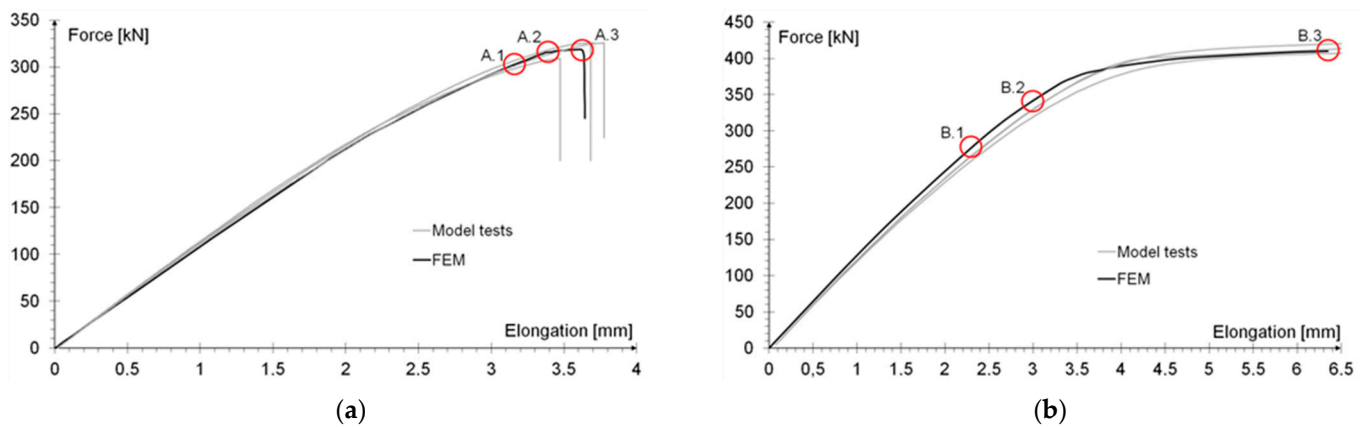 350
Force [kN]
300
250
200
150
100
50
0
A.1
A.2
A.3
Model tests
FEM
Elongation [mm]
0 0.5 1 1.5 2 2.5 3 3.5 4
(a)
450
Force [kN]
400
350
300
250
200
150
100
50
0
B.1
B.2
B.3
Model tests
FEM
Elongation [mm]
0 0,5 1 1.5 2 2.5 3 3.5 4 4.5 5 5.5 6 6.5
(b)